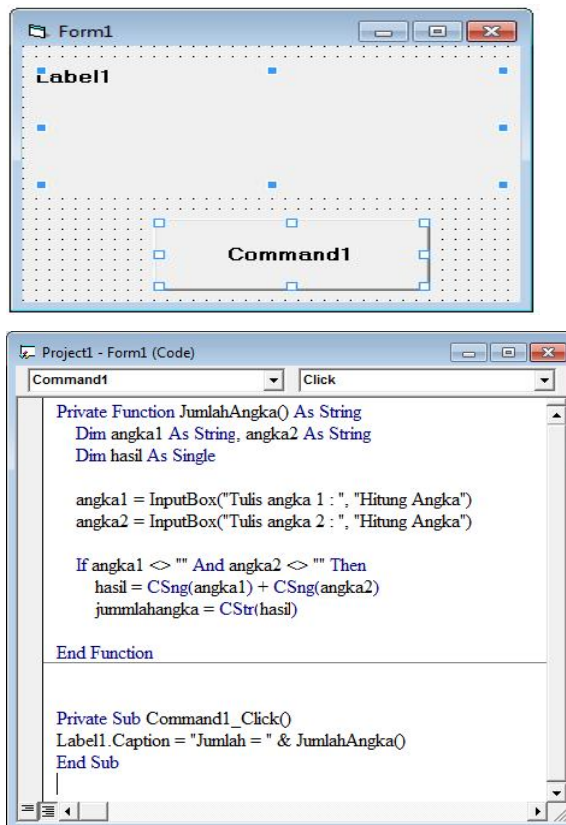 Form1
Label1
Command1
Project1 - Form1 (Code)
Command1 Click
Private Function JumlahAngka() As String
Dim angka1 As String, angka2 As String
Dim hasil As Single
angka1 = InputBox("Tulis angka 1 : ", "Hitung Angka")
angka2 = InputBox("Tulis angka 2 : ", "Hitung Angka")
If angka1 <> "" And angka2 <> "" Then
hasil = CSng(angka1) + CSng(angka2)
jummlahangka = CStr(hasil)
End Function
Private Sub Command1_Click()
Label1.Caption = "Jumlah = " & JumlahAngka()
End Sub